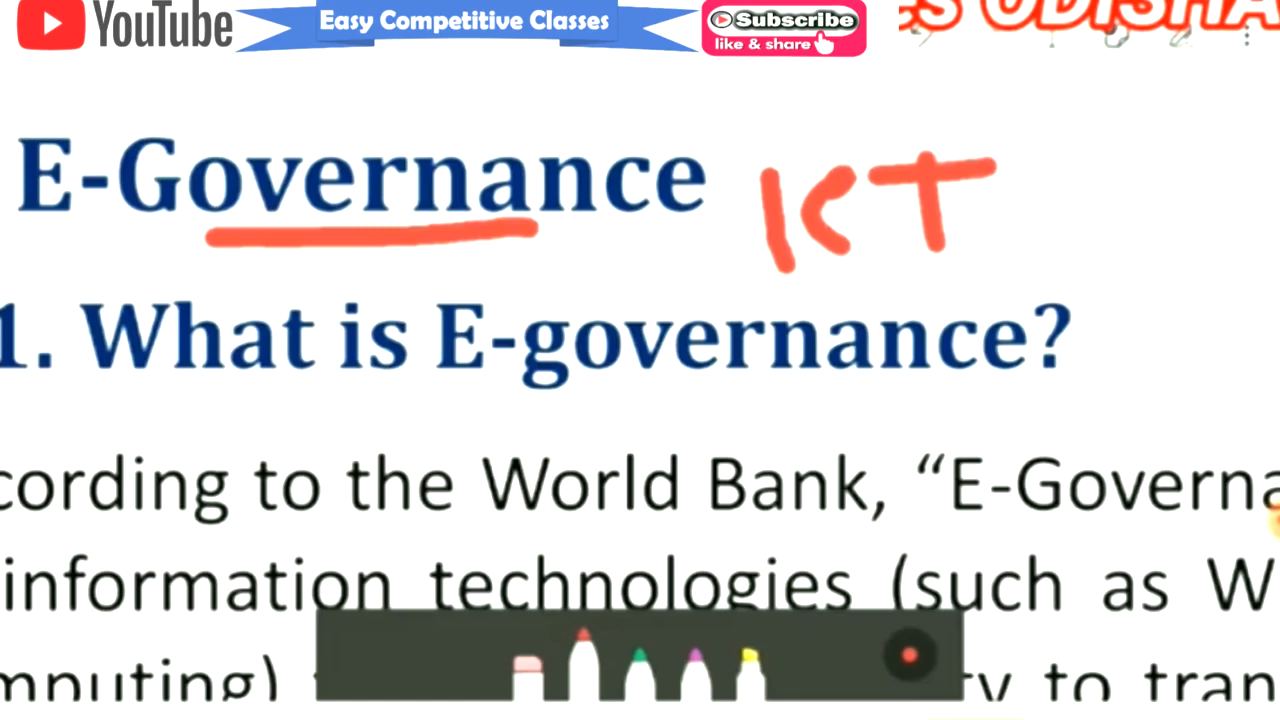 YouTube
Easy Competitive Classes
Subscribe
like & share
ODISHA
E-Governance ICT
1. What is E-governance?
cording to the World Bank, “E-Governa
information technologies (such as W
mputing) to tran